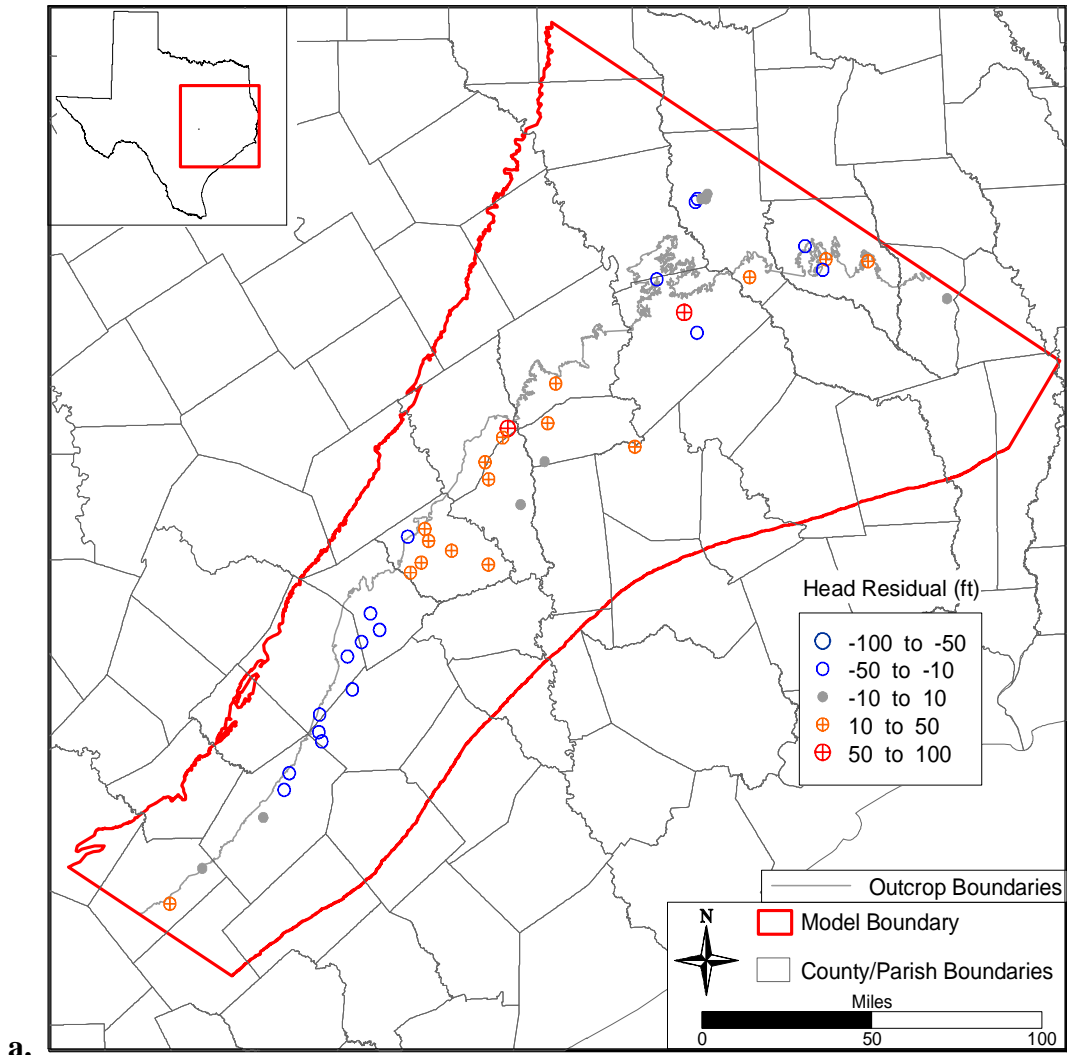 Head Residual (ft)
-100 to -50
-50 to -10
-10 to 10
10 to 50
50 to 100
Outcrop Boundaries
N
Model Boundary
County/Parish Boundaries
Miles
0 50 100
a.